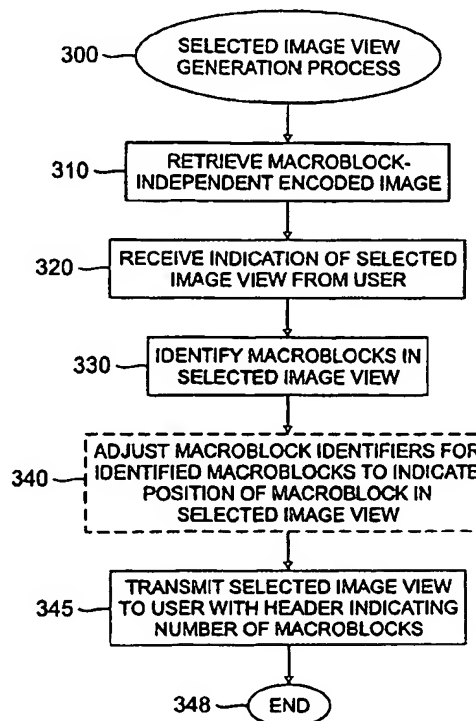 300
SELECTED IMAGE VIEW
GENERATION PROCESS
310
RETRIEVE MACROBLOCK-
INDEPENDENT ENCODED IMAGE
320
RECEIVE INDICATION OF SELECTED
IMAGE VIEW FROM USER
330
IDENTIFY MACROBLOCKS IN
SELECTED IMAGE VIEW
340
ADJUST MACROBLOCK IDENTIFIERS FOR
IDENTIFIED MACROBLOCKS TO INDICATE
POSITION OF MACROBLOCK IN
SELECTED IMAGE VIEW
345
TRANSMIT SELECTED IMAGE VIEW
TO USER WITH HEADER INDICATING
NUMBER OF MACROBLOCKS
348
END